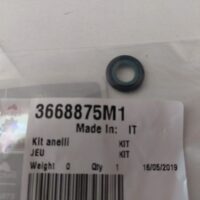 3668875M1
Made In: IT
Kit anelli KIT
JEU KIT
Weight 0 Qty 1 16/05/2019